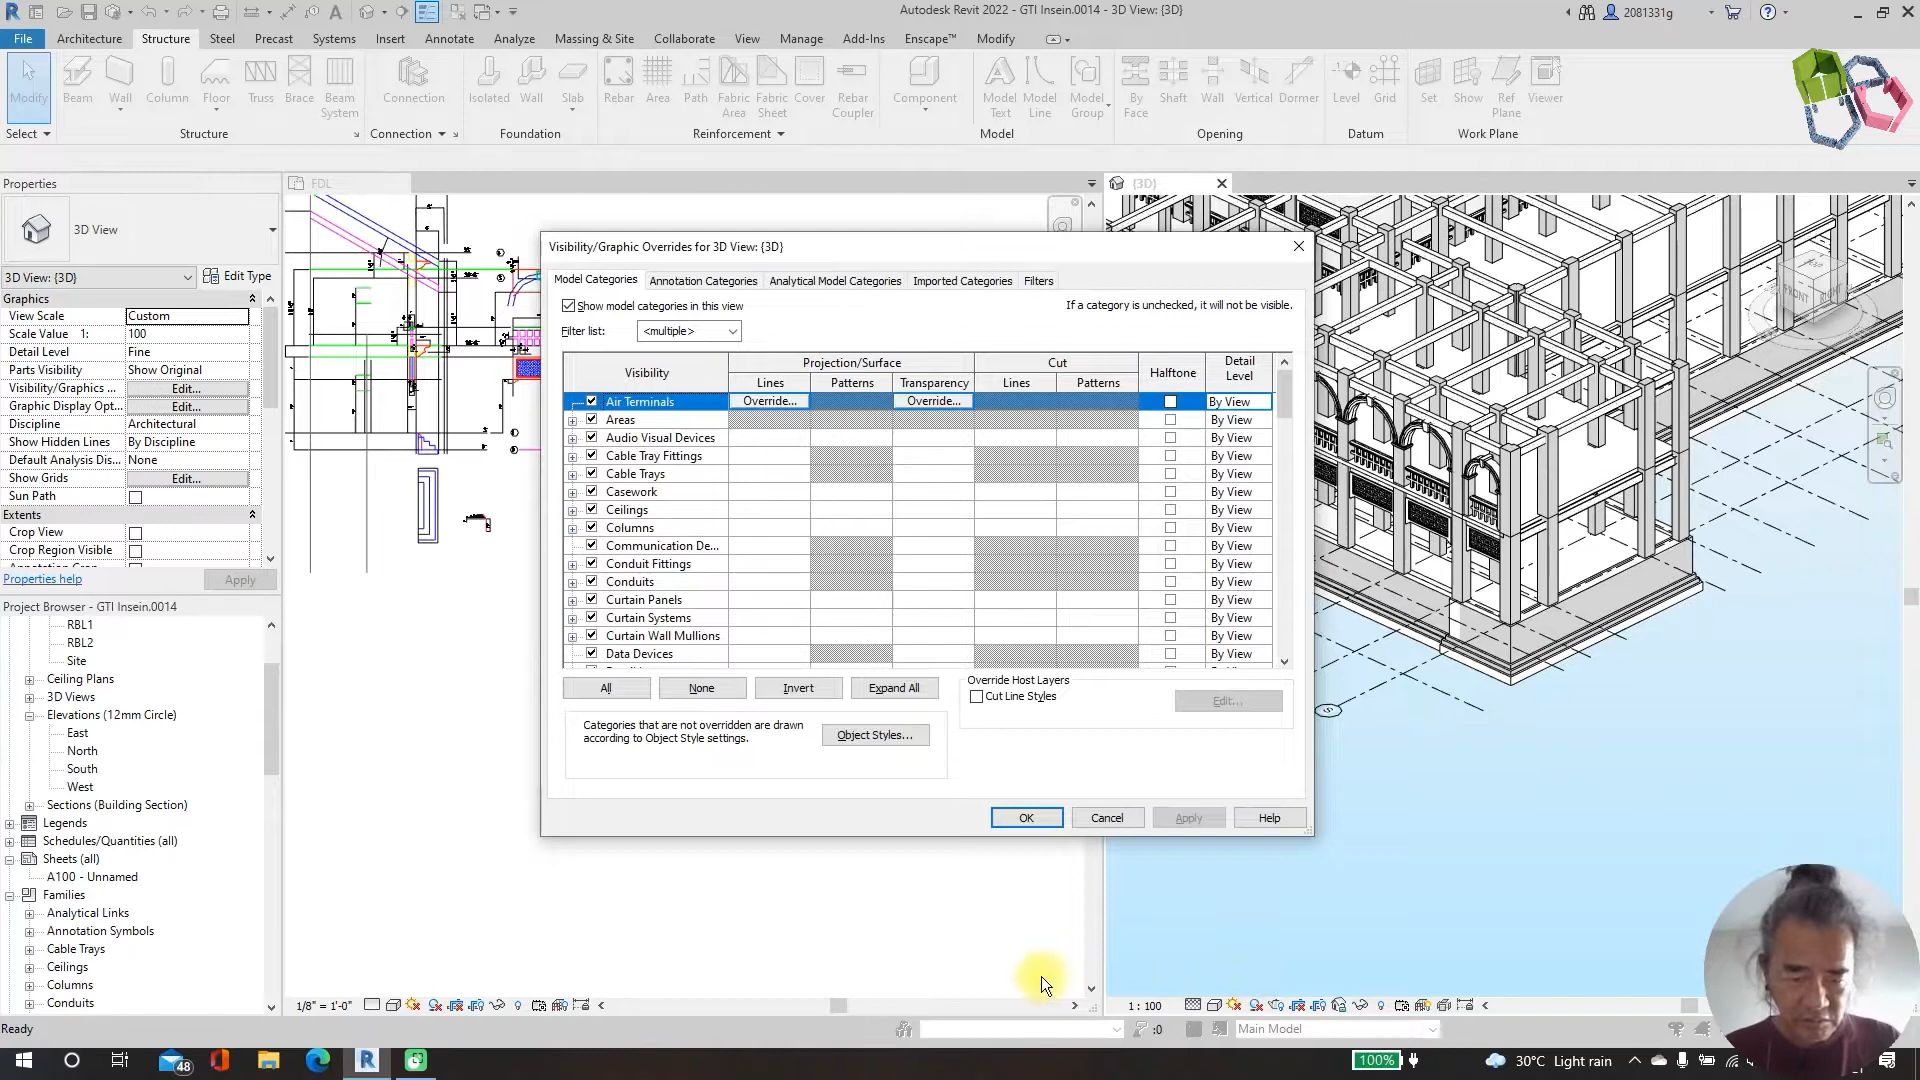 Autodesk Revit 2022 - GTI Insein.0014 - 3D View: {3D}
2081331g
File Architecture Structure Steel Precast Systems Insert Annotate Analyze Massing & Site Collaborate View Manage Add-Ins Enscape™ Modify
Modify Beam Wall Column Floor Truss Brace Beam System Connection Isolated Wall Slab Rebar Area Path Fabric Area Fabric Sheet Cover Rebar Coupler Component Model Text Model Line Model Group By Face Shaft Wall Vertical Dormer Level Grid Set Show Ref Plane Viewer
Select Structure Connection Foundation Reinforcement Model Opening Datum Work Plane
Properties
3D View
3D View: {3D} Edit Type
Graphics
View Scale Custom
Scale Value 1: 100
Detail Level Fine
Parts Visibility Show Original
Visibility/Graphics ... Edit...
Graphic Display Opt... Edit...
Discipline Architectural
Show Hidden Lines By Discipline
Default Analysis Dis... None
Show Grids Edit...
Sun Path
Extents
Crop View
Crop Region Visible
Properties help Apply
Project Browser - GTI Insein.0014
RBL1
RBL2
Site
Ceiling Plans
3D Views
Elevations (12mm Circle)
East
North
South
West
Sections (Building Section)
Legends
Schedules/Quantities (all)
Sheets (all)
A100 - Unnamed
Families
Analytical Links
Annotation Symbols
Cable Trays
Ceilings
Columns
Conduits
Ready
FDL
{3D}
Visibility/Graphic Overrides for 3D View: {3D}
Model Categories Annotation Categories Analytical Model Categories Imported Categories Filters
Show model categories in this view If a category is unchecked, it will not be visible.
Filter list: <multiple>
Visibility Projection/Surface Cut Halftone Detail Level
Lines Patterns Transparency Lines Patterns
Air Terminals Override... Override... By View
Areas By View
Audio Visual Devices By View
Cable Tray Fittings By View
Cable Trays By View
Casework By View
Ceilings By View
Columns By View
Communication De... By View
Conduit Fittings By View
Conduits By View
Curtain Panels By View
Curtain Systems By View
Curtain Wall Mullions By View
Data Devices By View
All None Invert Expand All
Override Host Layers
Cut Line Styles Edit...
Categories that are not overridden are drawn
according to Object Style settings.
Object Styles...
OK Cancel Apply Help
FRONT
1/8" = 1'-0"
1 : 100
:0 Main Model
48
100%
30°C Light rain